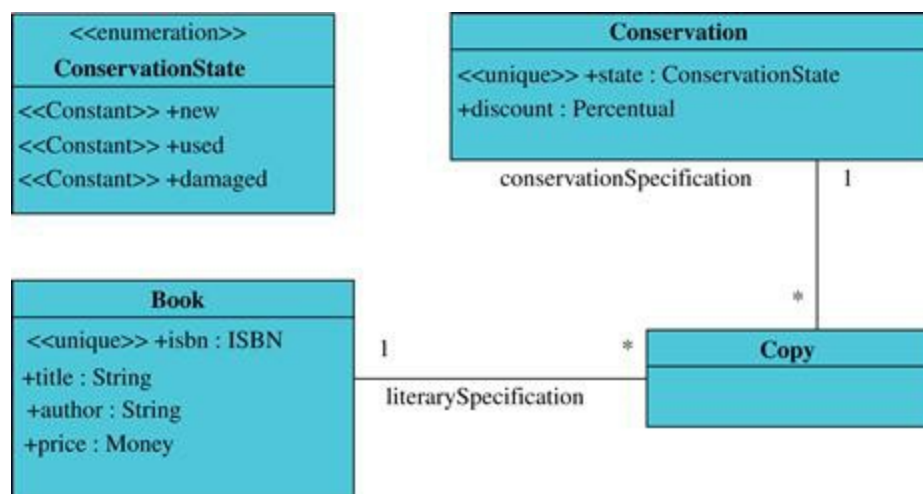 <<enumeration>>
ConservationState
<<Constant>> +new
<<Constant>> +used
<<Constant>> +damaged
Conservation
<<unique>> +state : ConservationState
+discount : Percentual
conservationSpecification
1
*
Book
<<unique>> +isbn : ISBN
+title : String
+author : String
+price : Money
1
*
literarySpecification
Copy